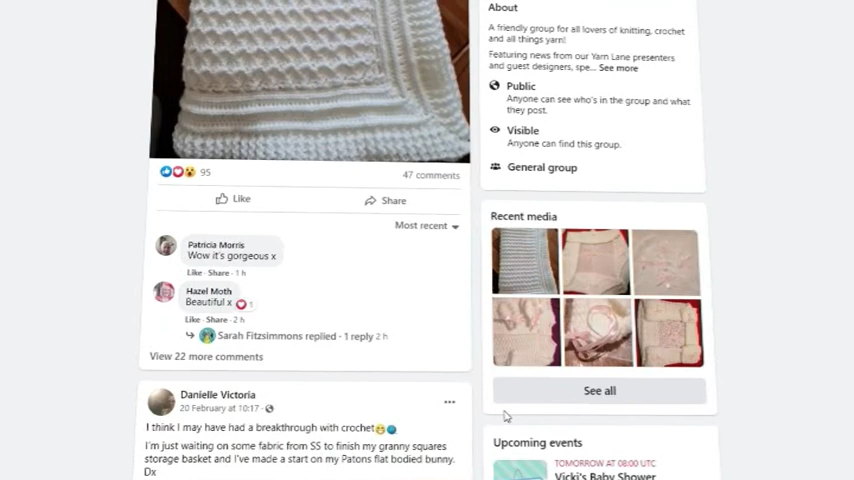 95
47 comments
Like
Share
Most recent
Patricia Morris
Wow it's gorgeous x
Like · Share · 1 h
Hazel Moth
Beautiful x
1
Like · Share · 2 h
Sarah Fitzsimmons replied · 1 reply 2 h
View 22 more comments
Danielle Victoria
20 February at 10:17 ·
I think I may have had a breakthrough with crochet
I'm just waiting on some fabric from SS to finish my granny squares
storage basket and I've made a start on my Patons flat bodied bunny.
Dx
About
A friendly group for all lovers of knitting, crochet
and all things yarn!
Featuring news from our Yarn Lane presenters
and guest designers, spe... See more
Public
Anyone can see who's in the group and what
they post.
Visible
Anyone can find this group.
General group
Recent media
See all
Upcoming events
TOMORROW AT 08:00 UTC
Vicki's Baby Shower